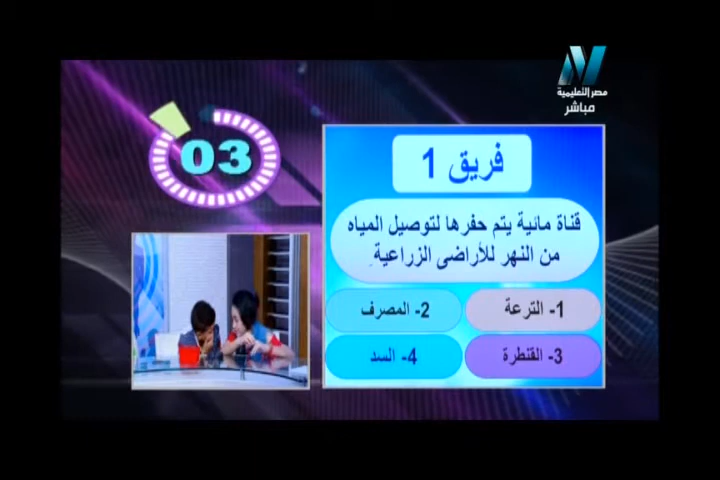 مصر التعليمية
مباشر
03
فريق 1
قناة مائية يتم حفرها لتوصيل المياه
من النهر للأراضى الزراعية
1- الترعة
2- المصرف
3- القنطرة
4- السد